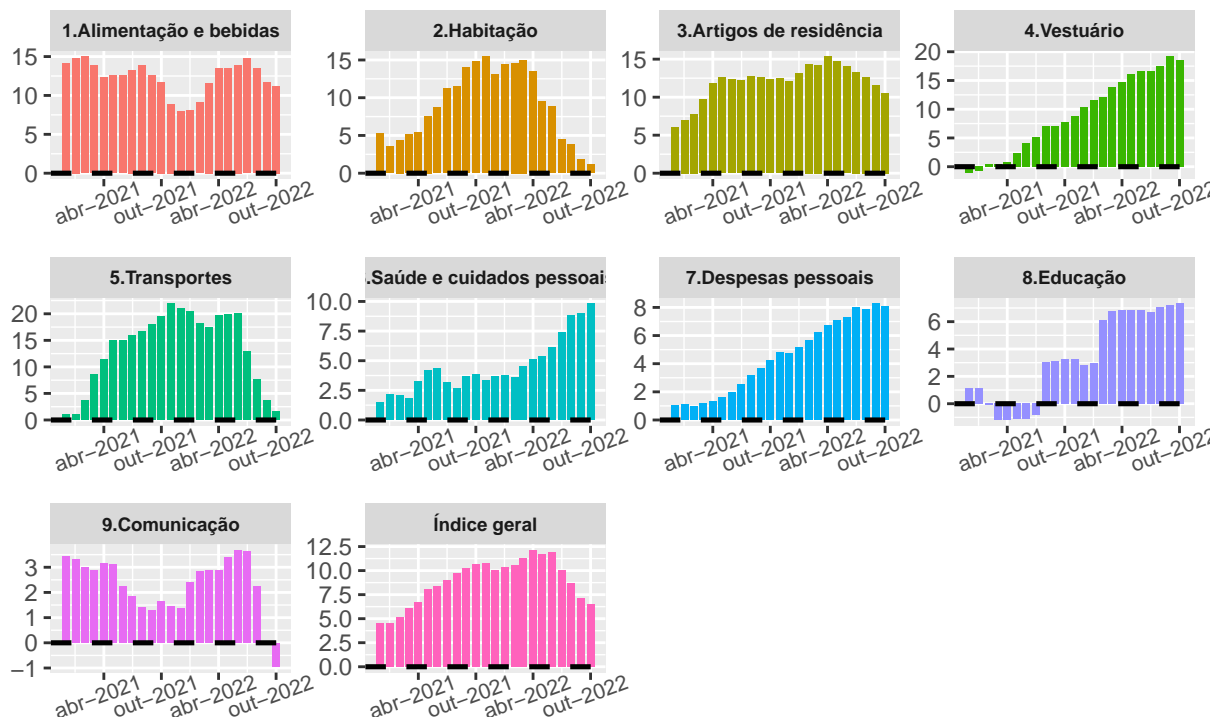 1.Alimentação e bebidas
15
10
5
0
abr−2021
out−2021
abr−2022
out−2022
2.Habitação
15
10
5
0
abr−2021
out−2021
abr−2022
out−2022
3.Artigos de residência
15
10
5
0
abr−2021
out−2021
abr−2022
out−2022
4.Vestuário
20
15
10
5
0
abr−2021
out−2021
abr−2022
out−2022
5.Transportes
20
15
10
5
0
abr−2021
out−2021
abr−2022
out−2022
.Saúde e cuidados pessoais
10.0
7.5
5.0
2.5
0.0
abr−2021
out−2021
abr−2022
out−2022
7.Despesas pessoais
8
6
4
2
0
abr−2021
out−2021
abr−2022
out−2022
8.Educação
6
4
2
0
abr−2021
out−2021
abr−2022
out−2022
9.Comunicação
3
2
1
0
−1
abr−2021
out−2021
abr−2022
out−2022
Índice geral
12.5
10.0
7.5
5.0
2.5
0.0
abr−2021
out−2021
abr−2022
out−2022